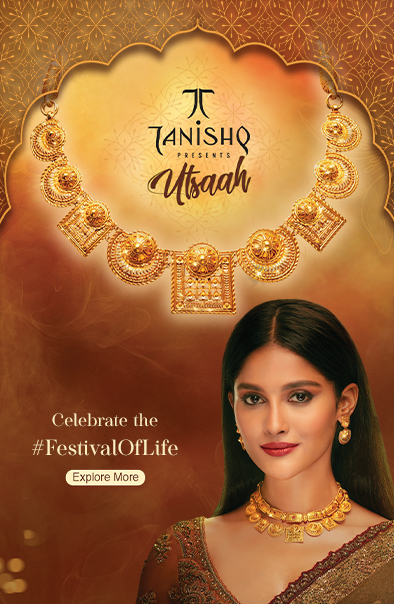 TANISHQ
PRESENTS
Utsaah
Celebrate the
#FestivalOfLife
Explore More